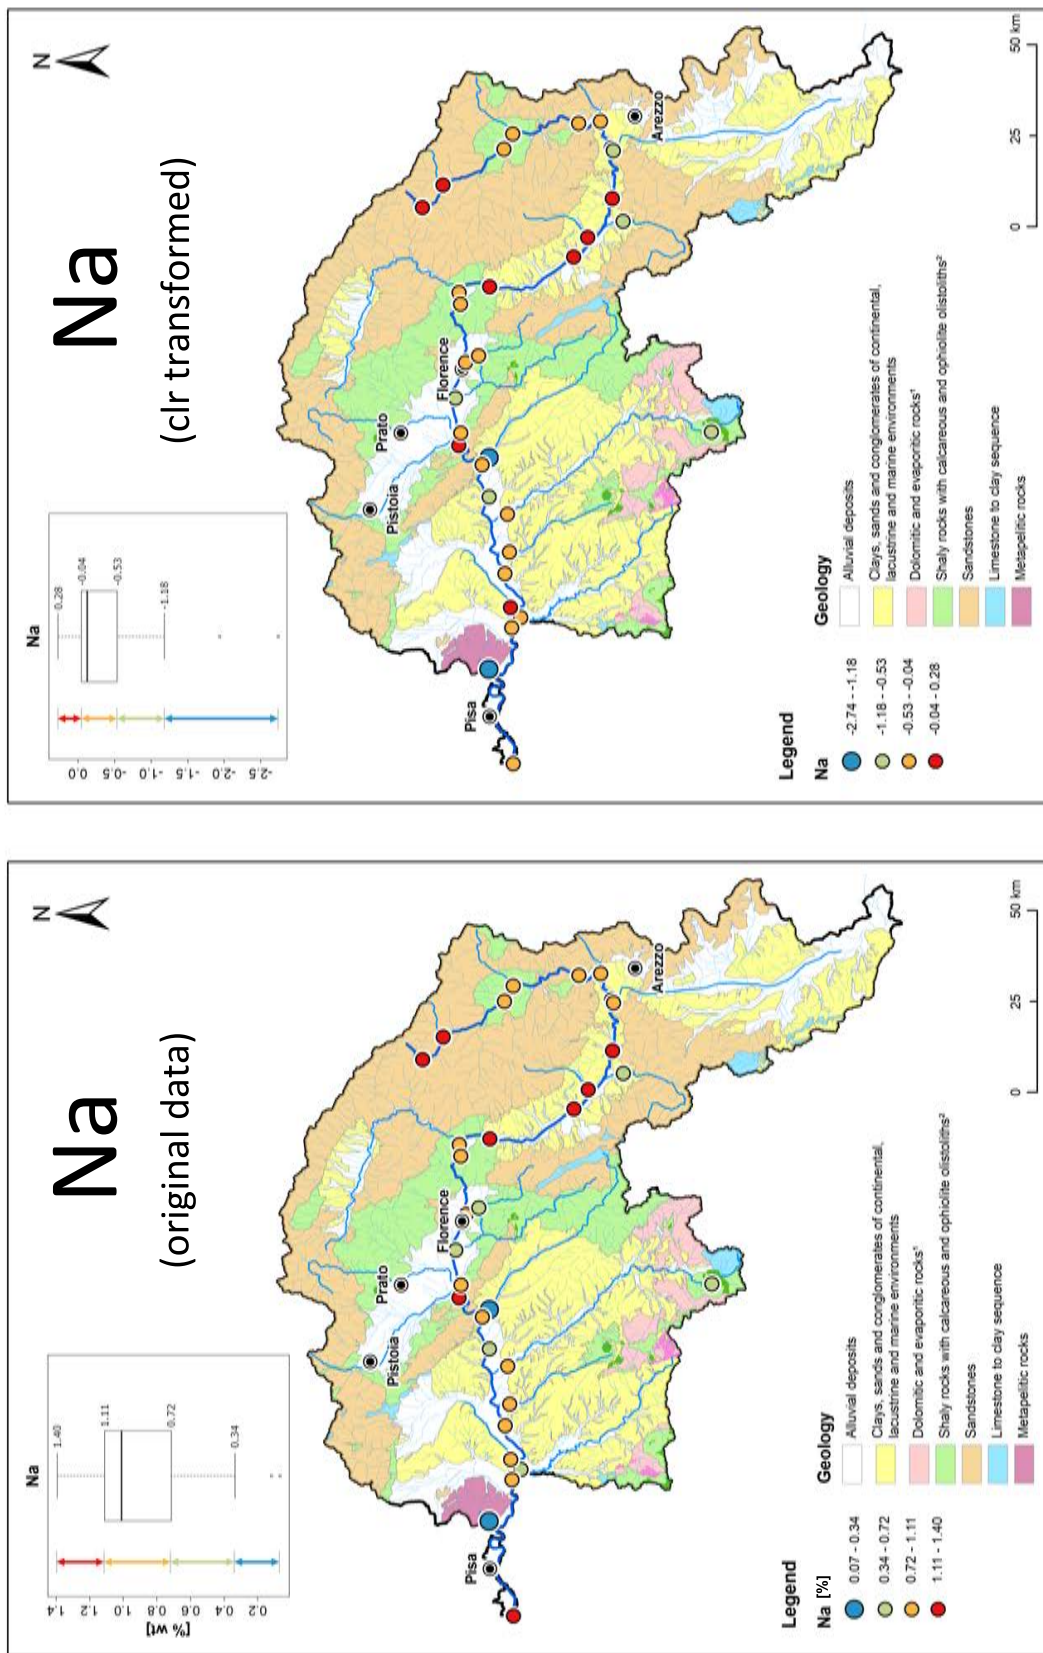 Na
(clr transformed)
N
Na
0.28
-0.04
-0.53
-1.18
0.0
-0.5
-1.0
-1.5
-2.0
-2.5
Pistoia
Prato
Florence
Pisa
Arezzo
0 25 50 km
Legend
Na
-2.74 - -1.18
-1.18 - -0.53
-0.53 - -0.04
-0.04 - 0.28
Geology
Alluvial deposits
Clays, sands and conglomerates of continental,
lacustrine and marine environments
Dolomitic and evaporitic rocks¹
Shaly rocks with calcareous and ophiolite olistoliths²
Sandstones
Limestone to clay sequence
Metapelitic rocks
Na
(original data)
N
Na
1.40
1.11
0.72
0.34
1.4
1.2
1.0
0.8
0.6
0.4
0.2
[% wt]
Pistoia
Prato
Florence
Pisa
Arezzo
0 25 50 km
Legend
Na [%]
0.07 - 0.34
0.34 - 0.72
0.72 - 1.11
1.11 - 1.40
Geology
Alluvial deposits
Clays, sands and conglomerates of continental,
lacustrine and marine environments
Dolomitic and evaporitic rocks¹
Shaly rocks with calcareous and ophiolite olistoliths²
Sandstones
Limestone to clay sequence
Metapelitic rocks